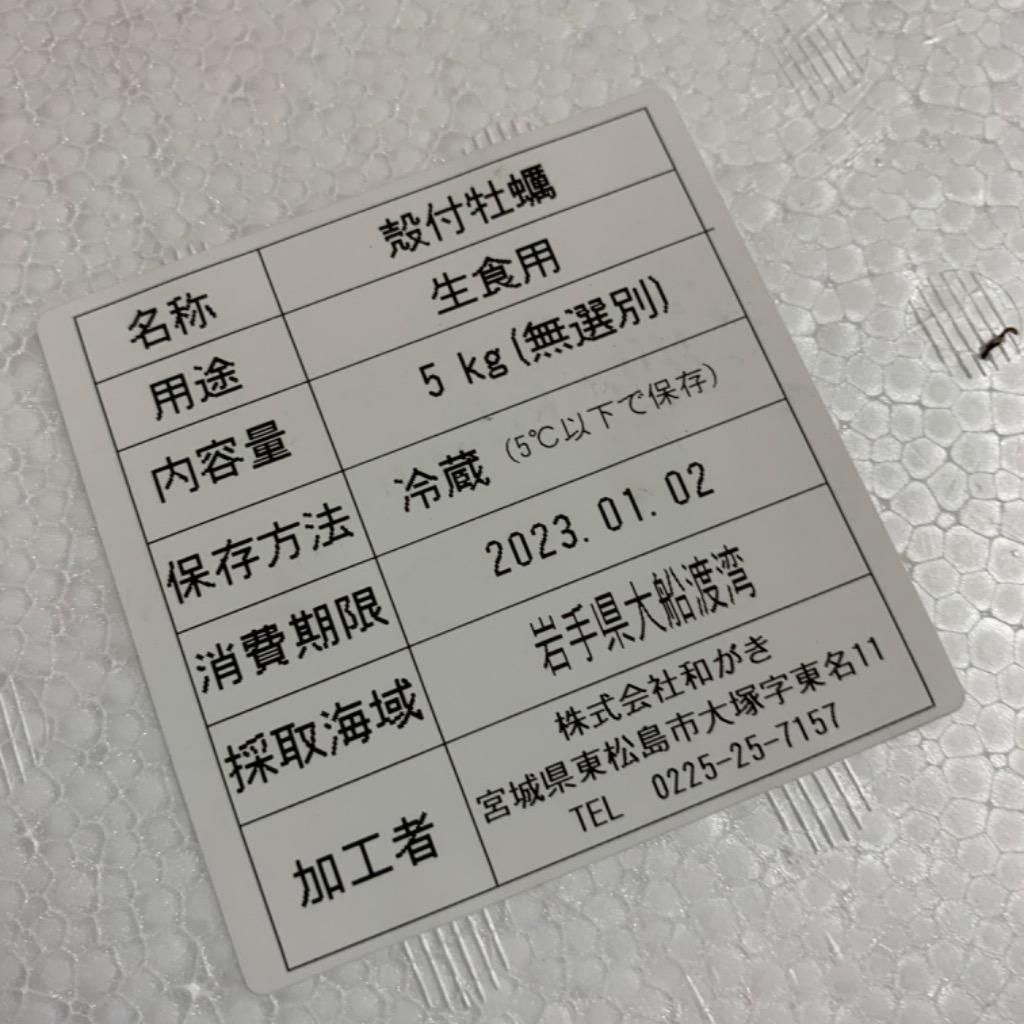 名称 殻付牡蠣
用途 生食用
内容量 5 kg (無選別)
保存方法 冷蔵 (5℃以下で保存)
消費期限 2023. 01. 02
採取海域 岩手県大船渡湾
加工者 株式会社和がき
宮城県東松島市大塚字東名11
TEL 0225-25-7157